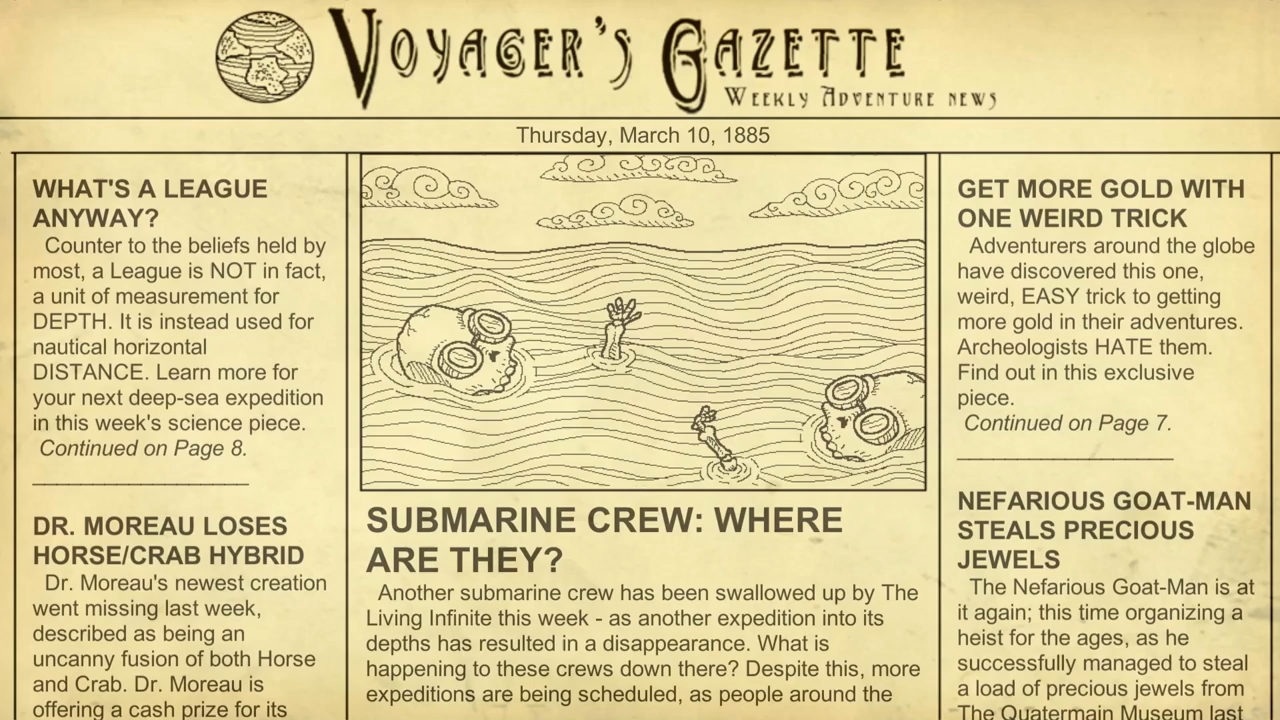 VOYAGER'S GAZETTE
WEEKLY ADVENTURE NEWS
Thursday, March 10, 1885
WHAT'S A LEAGUE
ANYWAY?
Counter to the beliefs held by
most, a League is NOT in fact,
a unit of measurement for
DEPTH. It is instead used for
nautical horizontal
DISTANCE. Learn more for
your next deep-sea expedition
in this week's science piece.
Continued on Page 8.
DR. MOREAU LOSES
HORSE/CRAB HYBRID
Dr. Moreau's newest creation
went missing last week,
described as being an
uncanny fusion of both Horse
and Crab. Dr. Moreau is
offering a cash prize for its
SUBMARINE CREW: WHERE
ARE THEY?
Another submarine crew has been swallowed up by The
Living Infinite this week - as another expedition into its
depths has resulted in a disappearance. What is
happening to these crews down there? Despite this, more
expeditions are being scheduled, as people around the
GET MORE GOLD WITH
ONE WEIRD TRICK
Adventurers around the globe
have discovered this one,
weird, EASY trick to getting
more gold in their adventures.
Archeologists HATE them.
Find out in this exclusive
piece.
Continued on Page 7.
NEFARIOUS GOAT-MAN
STEALS PRECIOUS
JEWELS
The Nefarious Goat-Man is at
it again; this time organizing a
heist for the ages, as he
successfully managed to steal
a load of precious jewels from
The Quatermain Museum last